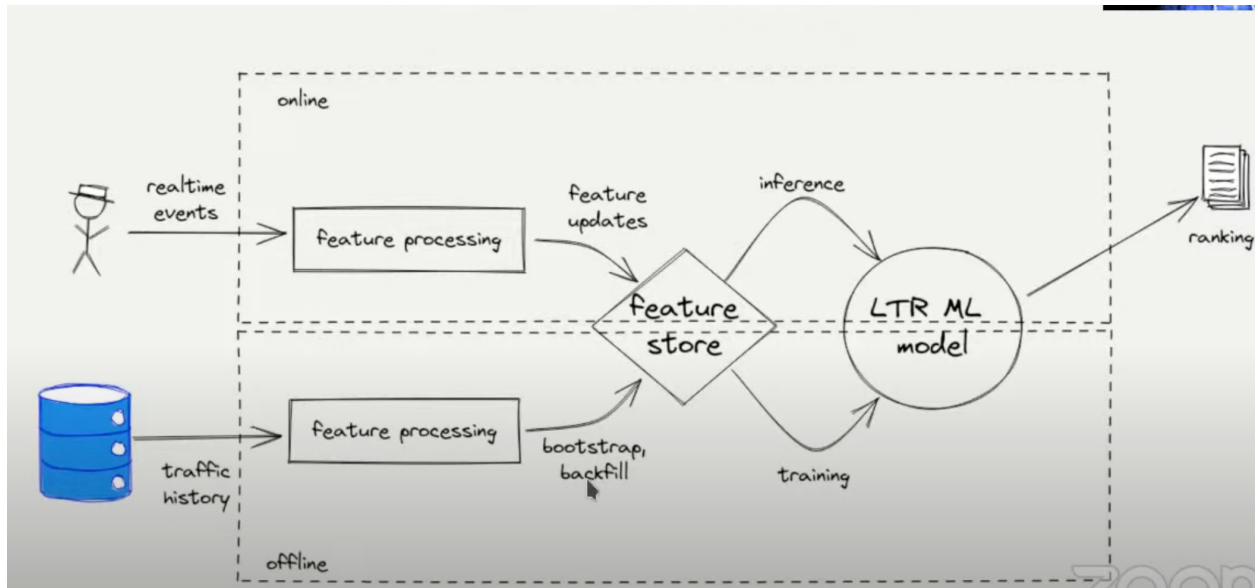 online
realtime
events
feature processing
feature
updates
inference
feature
store
LTR ML
model
ranking
traffic
history
feature processing
bootstrap,
backfill
training
offline
zoom